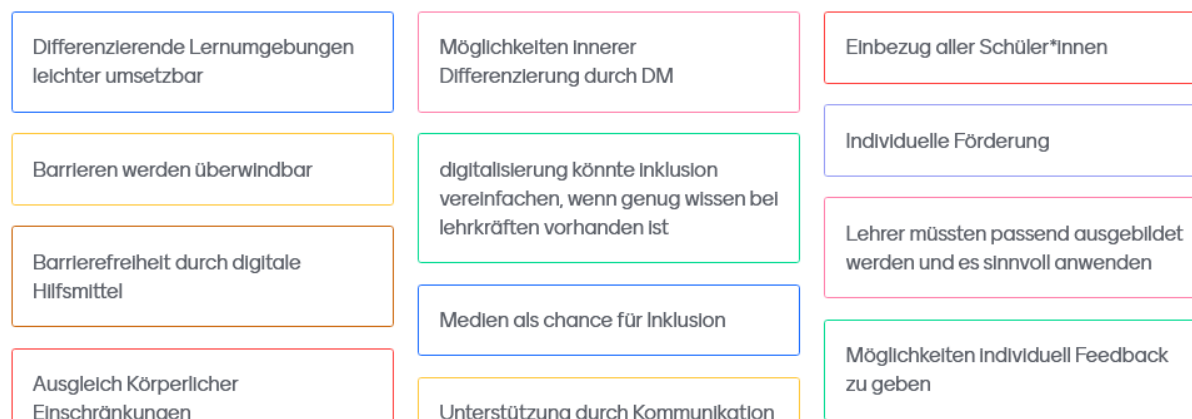 Differenzierende Lernumgebungen
leichter umsetzbar
Barrieren werden überwindbar
Barrierefreiheit durch digitale
Hilfsmittel
Ausgleich Körperlicher
Einschränkungen
Möglichkeiten innerer
Differenzierung durch DM
digitalisierung könnte inklusion
vereinfachen, wenn genug wissen bei
lehrkräften vorhanden ist
Medien als chance für Inklusion
Unterstützung durch Kommunikation
Einbezug aller Schüler*innen
Individuelle Förderung
Lehrer müssten passend ausgebildet
werden und es sinnvoll anwenden
Möglichkeiten individuell Feedback
zu geben